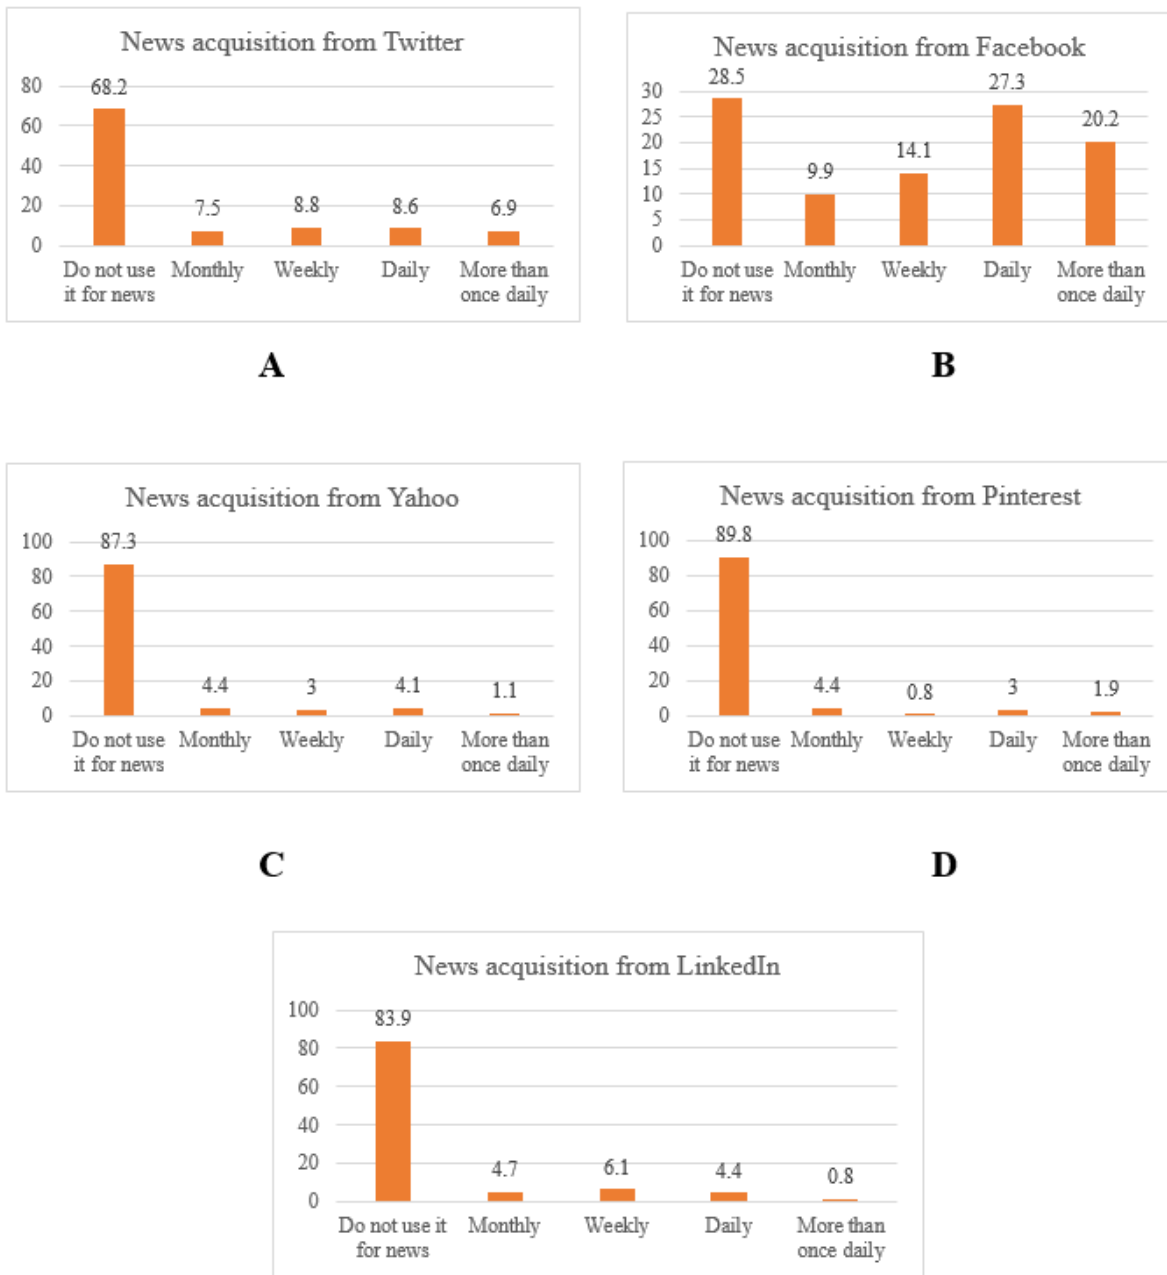 News acquisition from Twitter
80
60
40
20
0
68.2
7.5
8.8
8.6
6.9
Do not use
it for news
Monthly
Weekly
Daily
More than
once daily
A
News acquisition from Facebook
30
25
20
15
10
5
0
28.5
9.9
14.1
27.3
20.2
Do not use
it for news
Monthly
Weekly
Daily
More than
once daily
B
News acquisition from Yahoo
100
80
60
40
20
0
87.3
4.4
3
4.1
1.1
Do not use
it for news
Monthly
Weekly
Daily
More than
once daily
C
News acquisition from Pinterest
100
80
60
40
20
0
89.8
4.4
0.8
3
1.9
Do not use
it for news
Monthly
Weekly
Daily
More than
once daily
D
News acquisition from LinkedIn
100
80
60
40
20
0
83.9
4.7
6.1
4.4
0.8
Do not use it
for news
Monthly
Weekly
Daily
More than
once daily